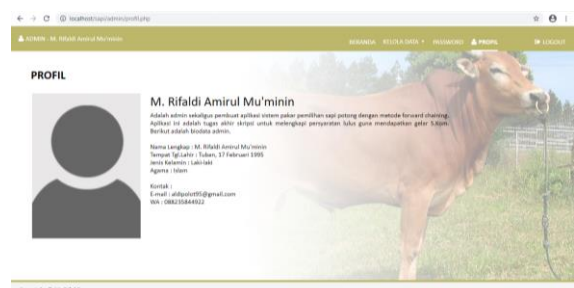 localhost/sapi/admin/profil.php
ADMIN - M. Rifaldi Amirul Mu'minin
BERANDA KELOLA DATA PASSWORD PROFIL LOGOUT
PROFIL
M. Rifaldi Amirul Mu'minin
Adalah admin sekaligus pembuat aplikasi sistem pakar pemilihan sapi potong dengan metode forward chaining.
Aplikasi ini adalah tugas akhir skripsi untuk melengkapi persyaratan lulus guna mendapatkan gelar S.Kom.
Berikut adalah biodata admin.
Nama Lengkap : M. Rifaldi Amirul Mu'minin
Tempat Tgl.Lahir : Tuban, 17 Februari 1995
Jenis Kelamin : Laki-laki
Agama : Islam
Kontak :
E-mail : aldipolot95@gmail.com
WA : 088235844922